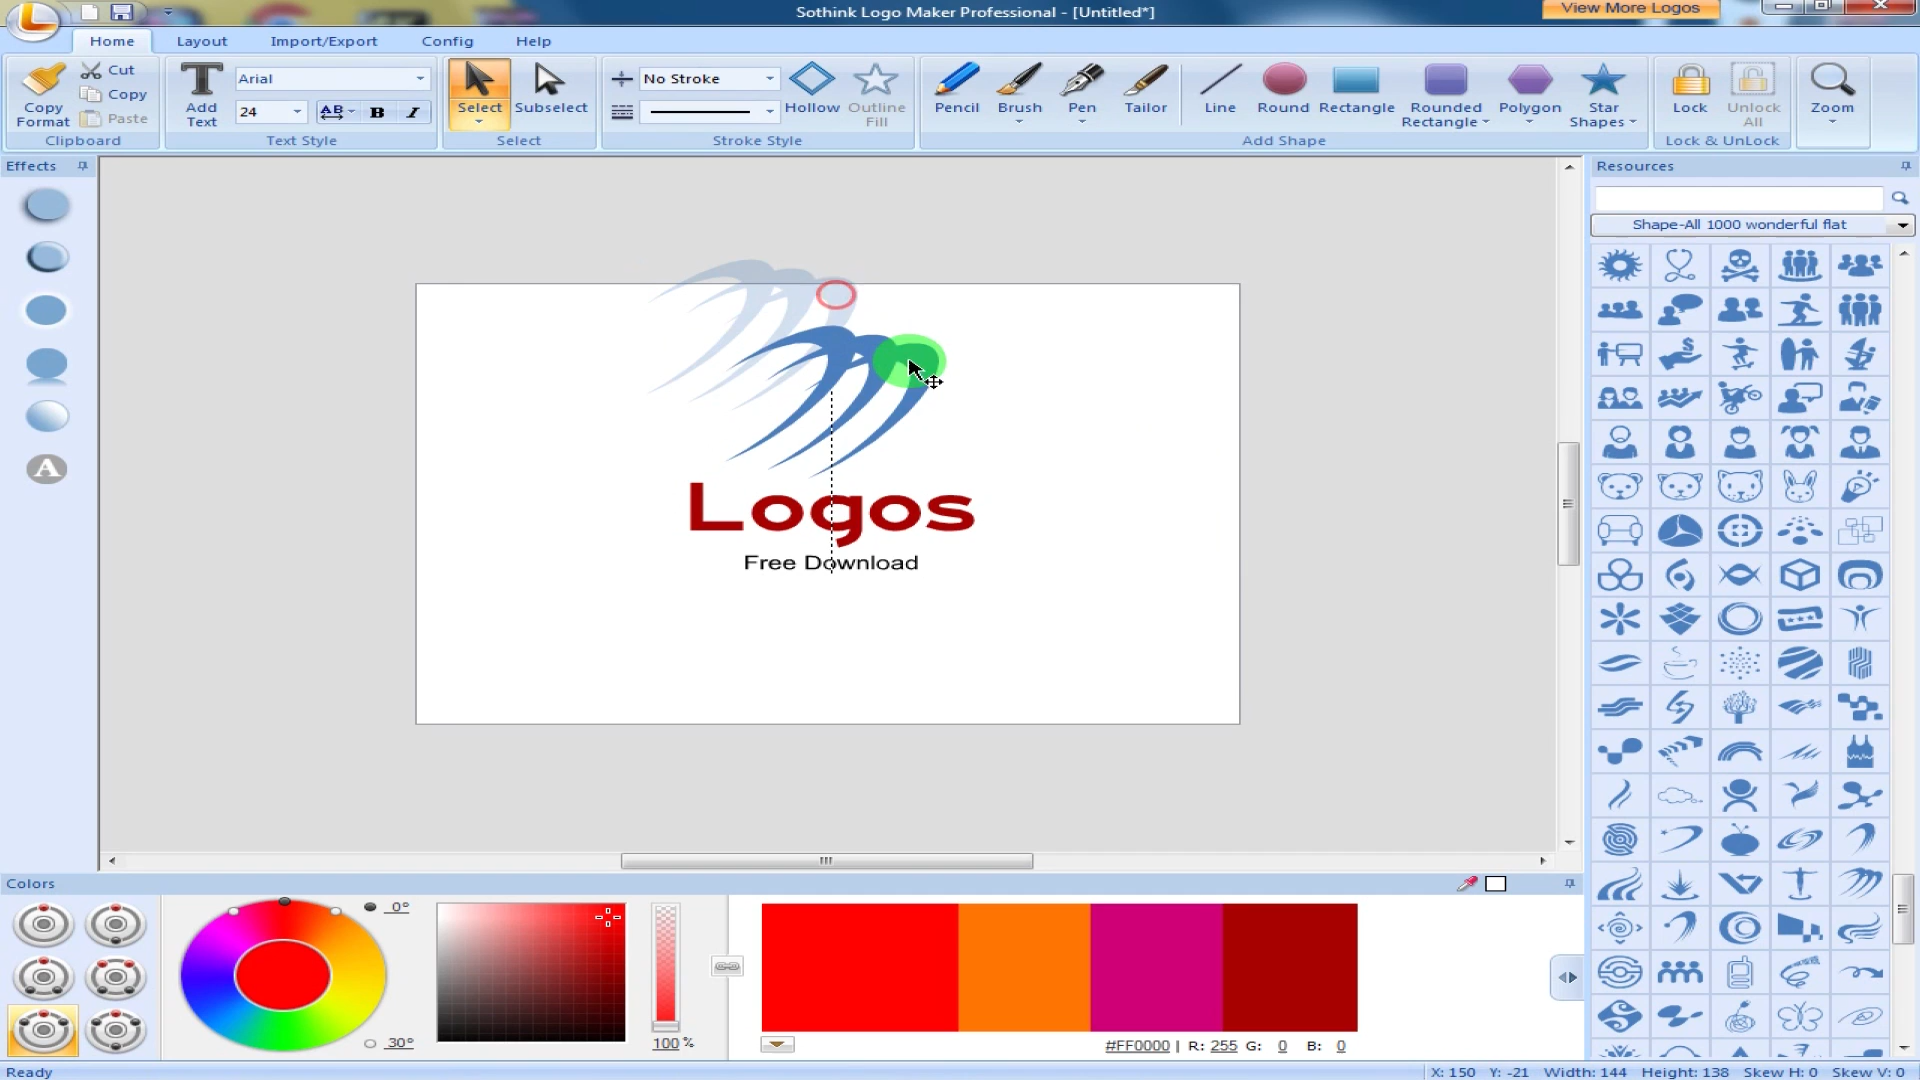 Sothink Logo Maker Professional - [Untitled*]
View More Logos
Home Layout Import/Export Config Help
Copy Format
Cut
Copy
Paste
Clipboard
Add Text
Arial
24
AB B I
Text Style
Select
Subselect
Select
No Stroke
Hollow
Outline Fill
Stroke Style
Pencil
Brush
Pen
Tailor
Line
Round
Rectangle
Rounded Rectangle
Polygon
Star Shapes
Add Shape
Lock
Unlock All
Lock & UnLock
Zoom
Effects
A
Resources
Shape-All 1000 wonderful flat
Logos
Free Download
Colors
0°
30°
100 %
#FF0000 | R: 255 G: 0 B: 0
Ready
X: 150 Y: -21 Width: 144 Height: 138 Skew H: 0 Skew V: 0